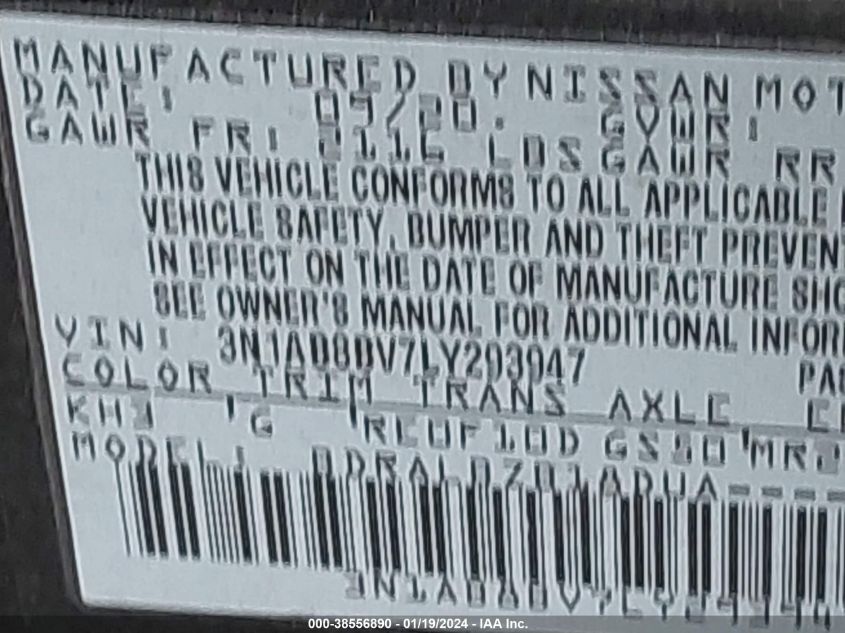 MANUFACTURED BY NISSAN MOT
DATE: 05/20. GVWR:
GAWR FR: LBS GAWR RR
THIS VEHICLE CONFORMS TO ALL APPLICABLE
VEHICLE SAFETY, BUMPER AND THEFT PREVENT
IN EFFECT ON THE DATE OF MANUFACTURE SHO
SEE OWNER'S MANUAL FOR ADDITIONAL INFOR
VIN:
COLOR TRIM TRANS AXLE
KH3 G
MODEL:
000-38556890 - 01/19/2024 - IAA Inc.